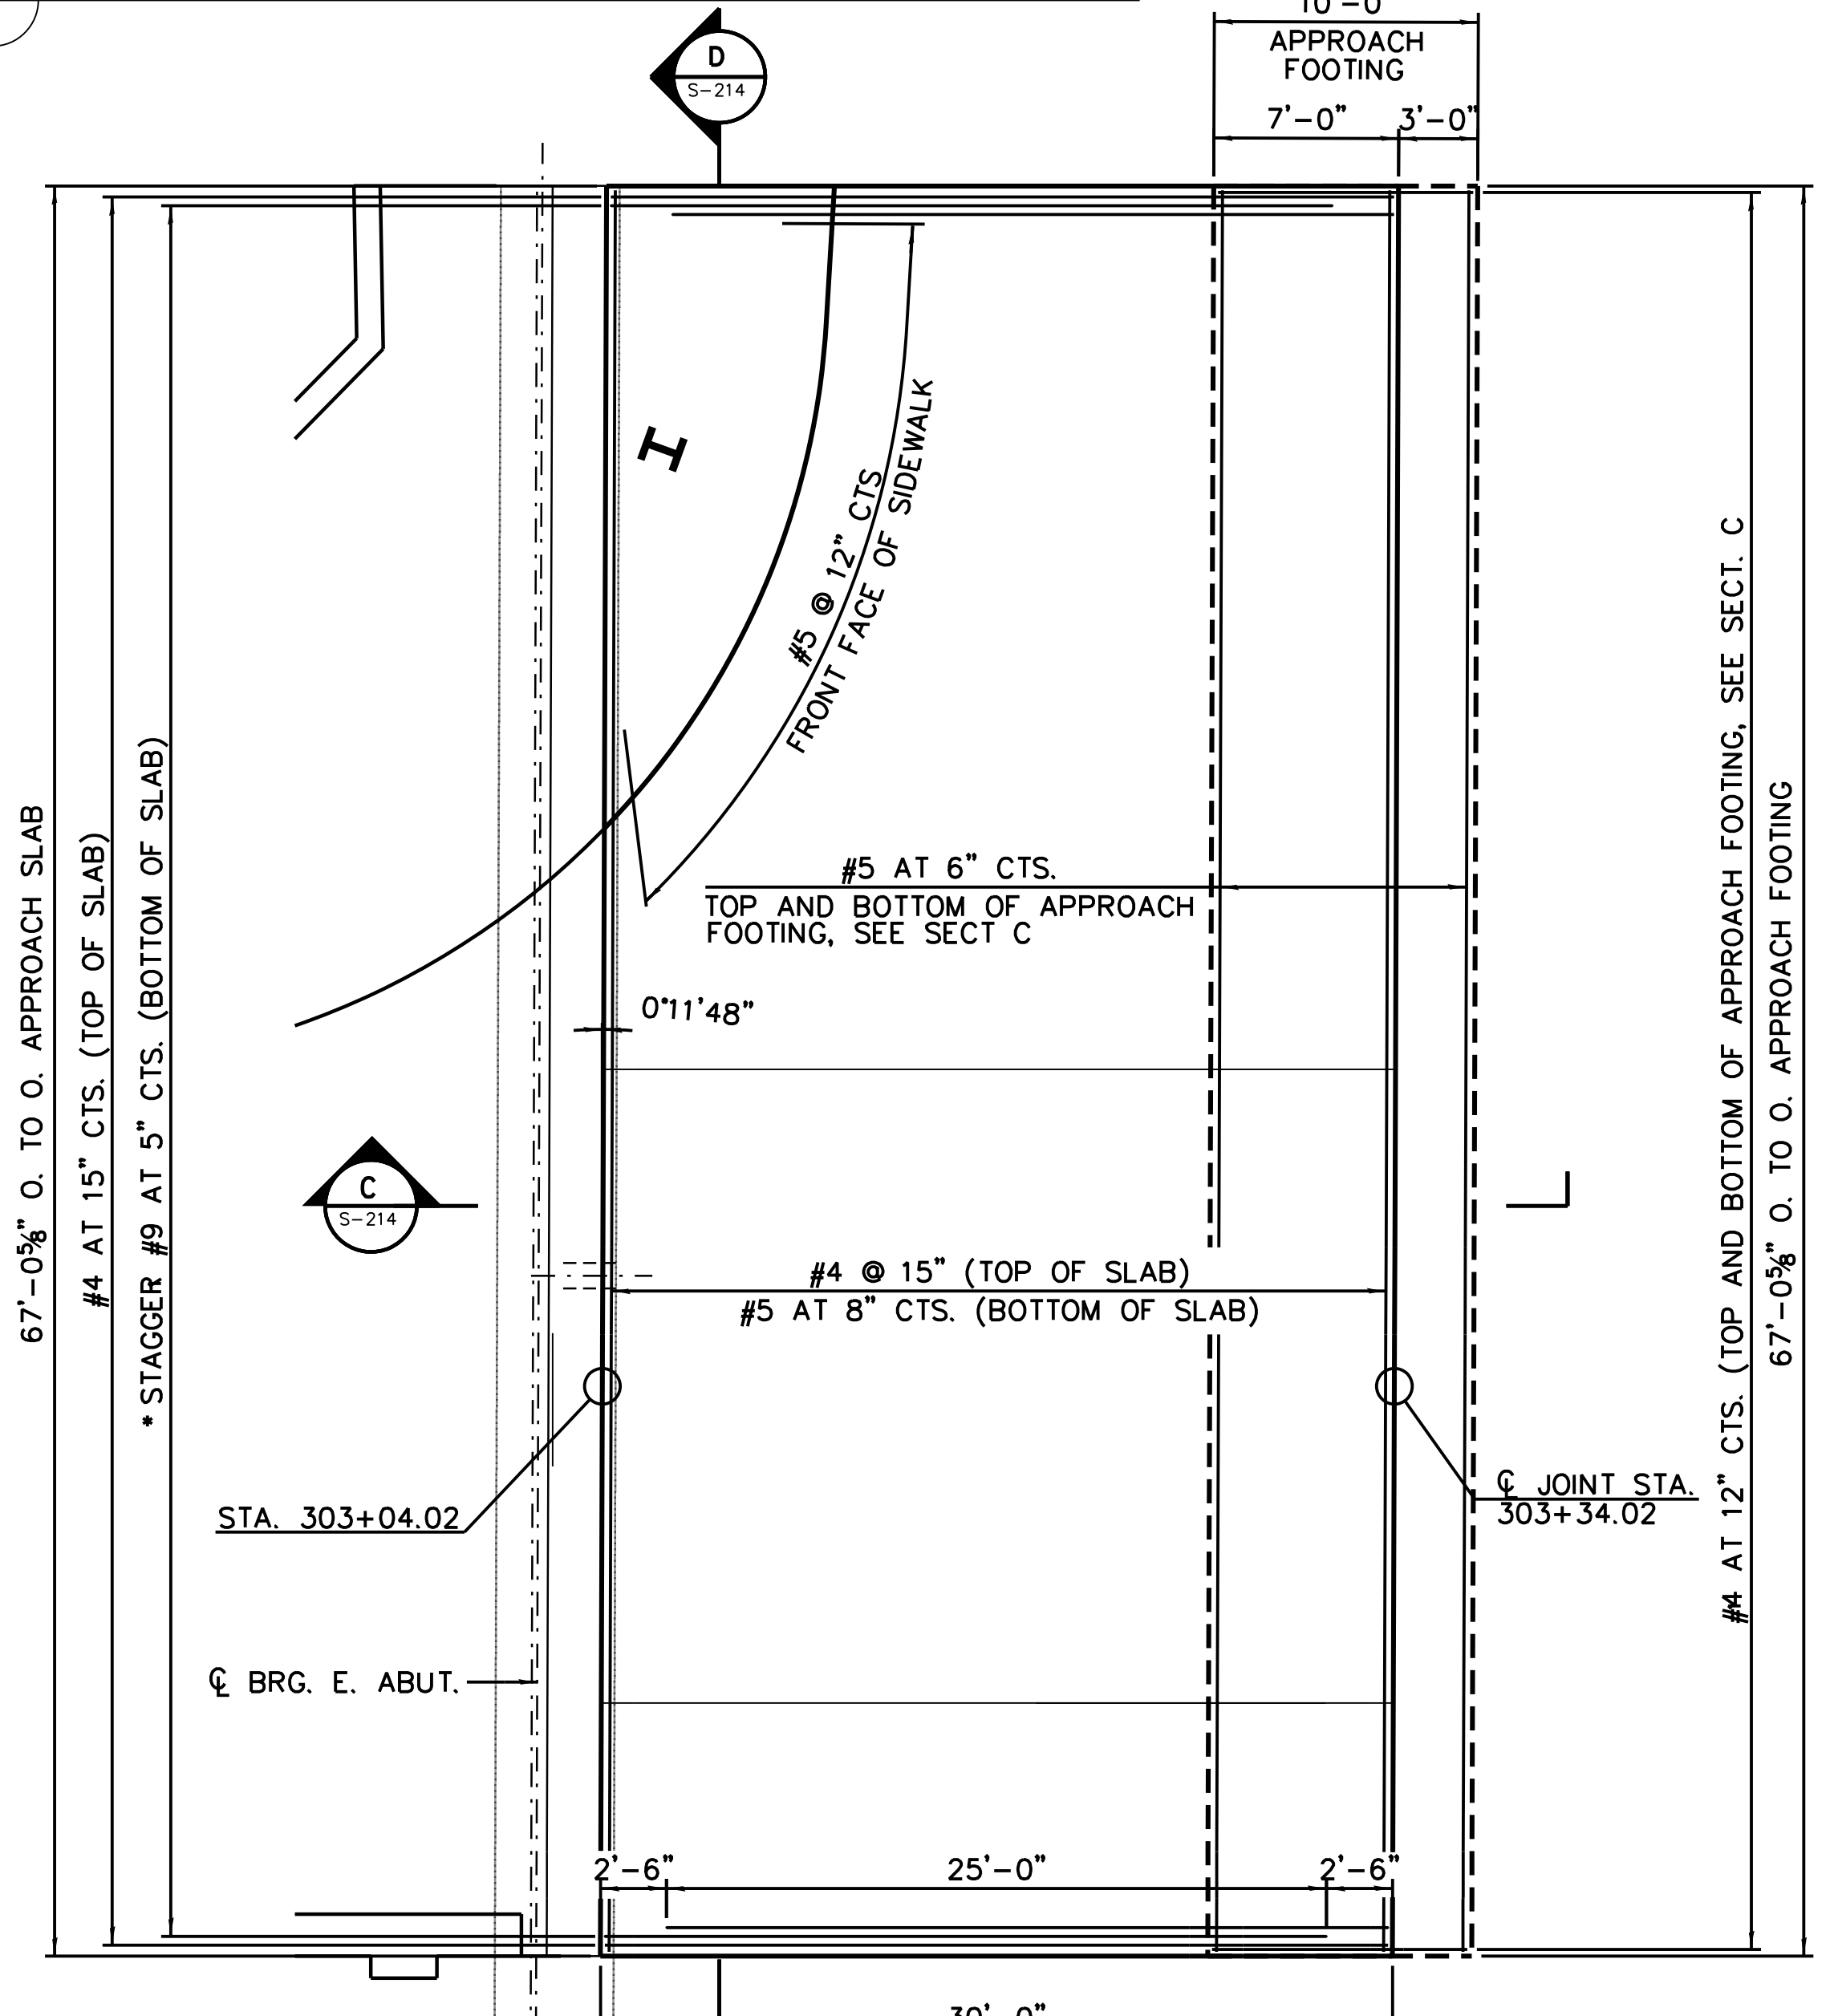 10'-0
APPROACH
FOOTING
7'-0"
3'-0"
D
S-214
67'-0⅝" O. TO O. APPROACH SLAB
#4 AT 15" CTS. (TOP OF SLAB)
* STAGGER #9 AT 5" CTS. (BOTTOM OF SLAB)
#5 @ 12" CTS
FRONT FACE OF SIDEWALK
#5 AT 6" CTS.
TOP AND BOTTOM OF APPROACH
FOOTING, SEE SECT C
0°11'48"
C
S-214
#4 @ 15" (TOP OF SLAB)
#5 AT 8" CTS. (BOTTOM OF SLAB)
STA. 303+04.02
℄ JOINT STA.
303+34.02
℄ BRG. E. ABUT.
#4 AT 12" CTS. (TOP AND BOTTOM OF APPROACH FOOTING, SEE SECT. C
67'-0⅝" O. TO O. APPROACH FOOTING
2'-6"
25'-0"
2'-6"
30'-0"